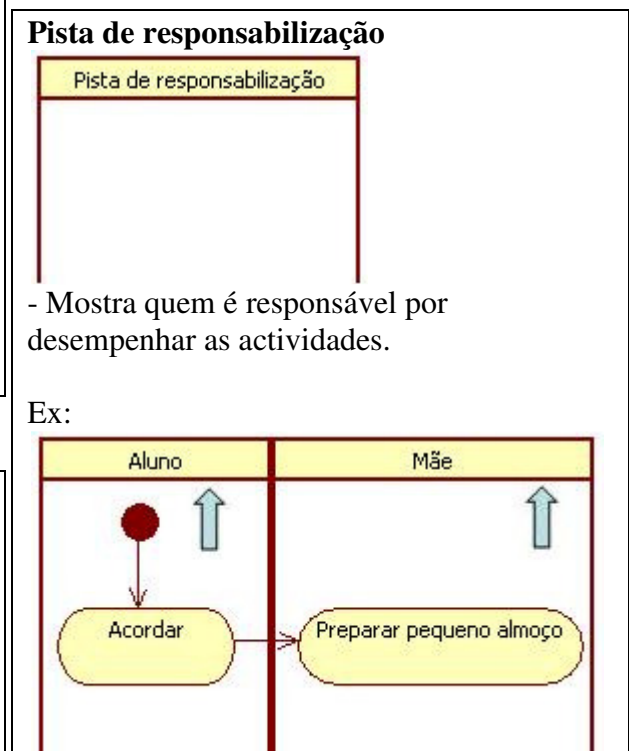 Pista de responsabilização
Pista de responsabilização
- Mostra quem é responsável por
desempenhar as actividades.
Ex:
Aluno
Mãe
Acordar
Preparar pequeno almoço